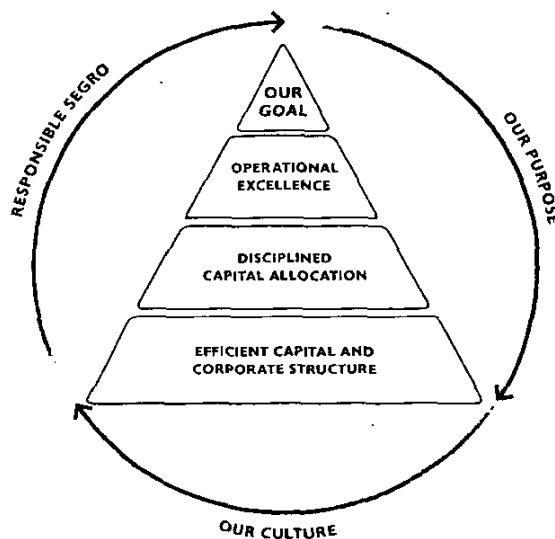 OUR
GOAL
OPERATIONAL
EXCELLENCE
DISCIPLINED
CAPITAL ALLOCATION
EFFICIENT CAPITAL AND
CORPORATE STRUCTURE
RESPONSIBLE SEGRO
OUR PURPOSE
OUR CULTURE